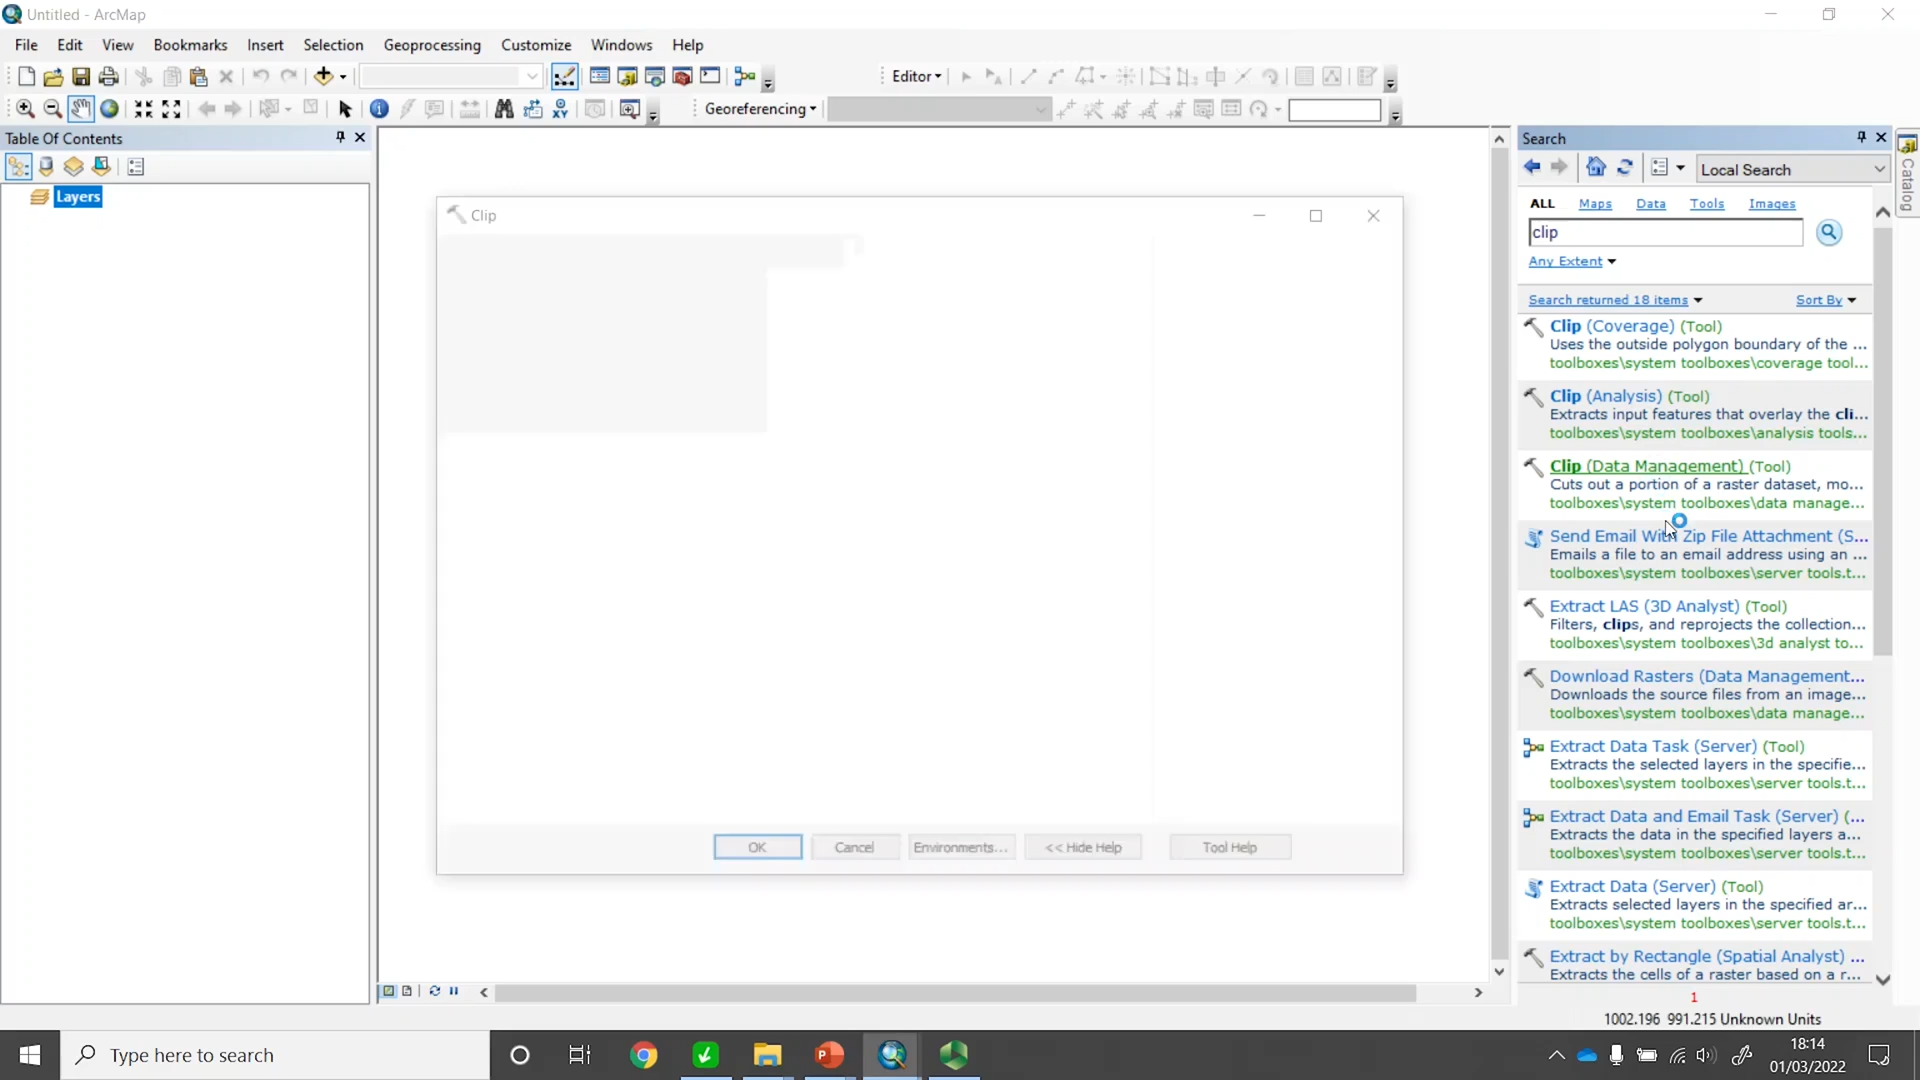 Untitled - ArcMap
File Edit View Bookmarks Insert Selection Geoprocessing Customize Windows Help
Editor
Georeferencing
Table Of Contents
Layers
Clip
OK Cancel Environments... << Hide Help Tool Help
Search
Local Search
ALL Maps Data Tools Images
clip
Any Extent
Search returned 18 items Sort By
Clip (Coverage) (Tool)
Uses the outside polygon boundary of the ...
toolboxes\system toolboxes\coverage tool...
Clip (Analysis) (Tool)
Extracts input features that overlay the cli...
toolboxes\system toolboxes\analysis tools...
Clip (Data Management) (Tool)
Cuts out a portion of a raster dataset, mo...
toolboxes\system toolboxes\data manage...
Send Email With Zip File Attachment (S...
Emails a file to an email address using an ...
toolboxes\system toolboxes\server tools.t...
Extract LAS (3D Analyst) (Tool)
Filters, clips, and reprojects the collection...
toolboxes\system toolboxes\3d analyst to...
Download Rasters (Data Management...
Downloads the source files from an image...
toolboxes\system toolboxes\data manage...
Extract Data Task (Server) (Tool)
Extracts the selected layers in the specifie...
toolboxes\system toolboxes\server tools.t...
Extract Data and Email Task (Server) (...
Extracts the data in the specified layers a...
toolboxes\system toolboxes\server tools.t...
Extract Data (Server) (Tool)
Extracts selected layers in the specified ar...
toolboxes\system toolboxes\server tools.t...
Extract by Rectangle (Spatial Analyst) ...
Extracts the cells of a raster based on a r...
1
Catalog
1002.196 991.215 Unknown Units
Type here to search
18:14
01/03/2022